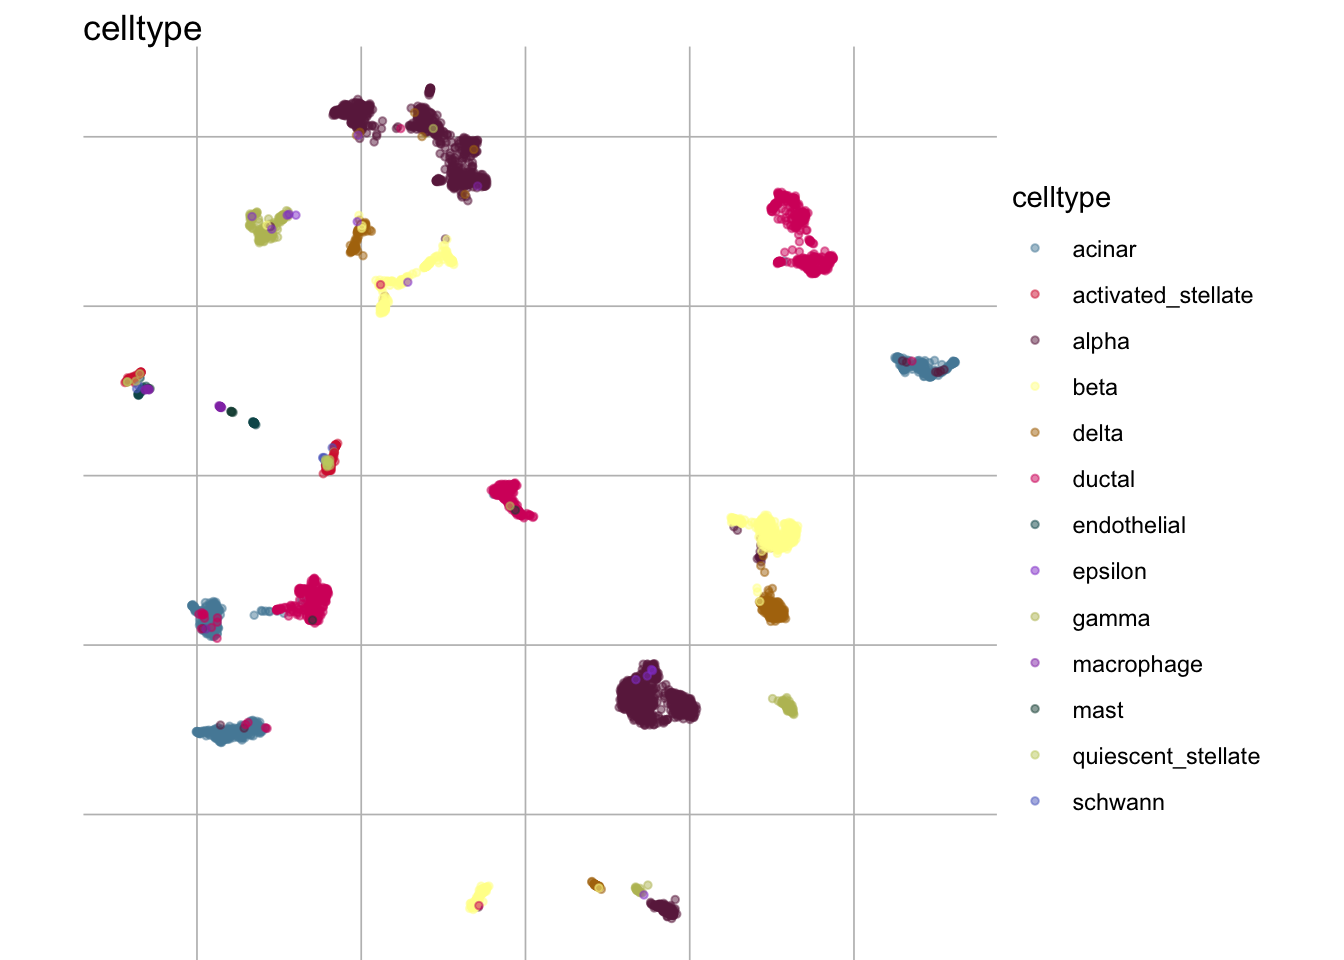 celltype
celltype
acinar
activated_stellate
alpha
beta
delta
ductal
endothelial
epsilon
gamma
macrophage
mast
quiescent_stellate
schwann